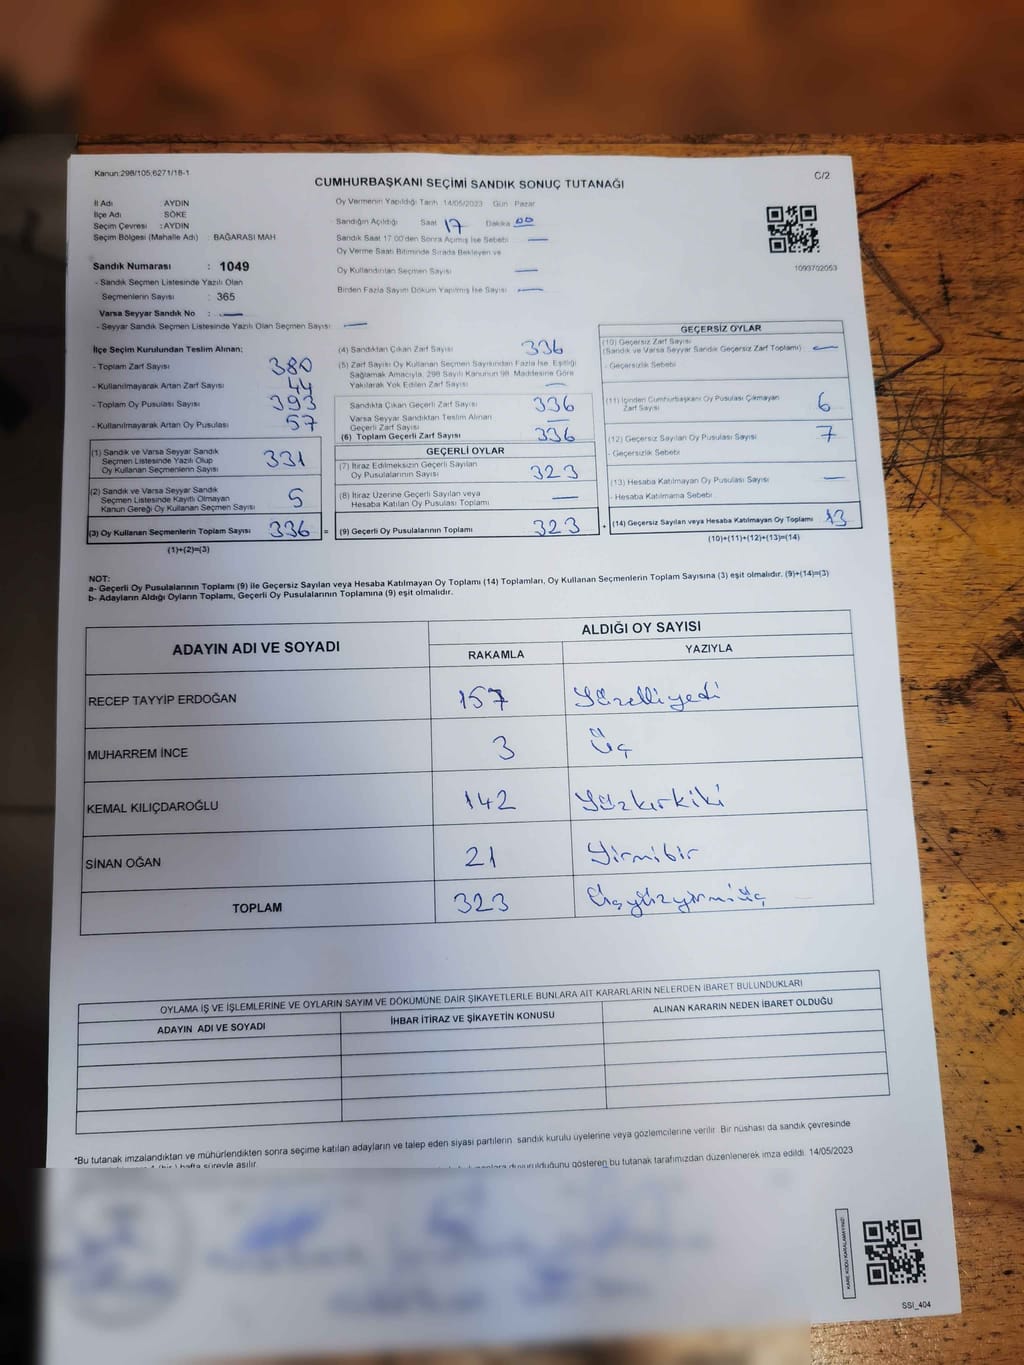 Kanun:298/105;6271/18-1
C/2
CUMHURBAŞKANI SEÇİMİ SANDIK SONUÇ TUTANAĞI
İl Adı AYDIN
İlçe Adı SÖKE
Seçim Çevresi : AYDIN
Seçim Bölgesi (Mahalle Adı) : BAĞARASI MAH
Sandık Numarası : 1049
- Sandık Seçmen Listesinde Yazılı Olan
Seçmenlerin Sayısı : 365
Varsa Seyyar Sandık No : —
- Seyyar Sandık Seçmen Listesinde Yazılı Olan Seçmen Sayısı : —
Oy Vermenin Yapıldığı Tarih 14/05/2023 Gün Pazar
Sandığın Açıldığı Saat 17 Dakika 00
Sandık Saat 17:00'den Sonra Açılmış İse Sebebi —
Oy Verme Saati Bitiminde Sırada Bekleyen ve
Oy Kullandırılan Seçmen Sayısı —
Birden Fazla Sayım Döküm Yapılmış İse Sayısı —
1093702053
İlçe Seçim Kurulundan Teslim Alınan:
- Toplam Zarf Sayısı 380
- Kullanılmayarak Artan Zarf Sayısı 44
- Toplam Oy Pusulası Sayısı 393
- Kullanılmayarak Artan Oy Pusulası 57
(1) Sandık ve Varsa Seyyar Sandık
Seçmen Listesinde Yazılı Olup
Oy Kullanan Seçmenlerin Sayısı 331
(2) Sandık ve Varsa Seyyar Sandık
Seçmen Listesinde Kayıtlı Olmayan
Kanun Gereği Oy Kullanan Seçmen Sayısı 5
(3) Oy Kullanan Seçmenlerin Toplam Sayısı 336 =
(1)+(2)=(3)
(4) Sandıktan Çıkan Zarf Sayısı 336
(5) Zarf Sayısı Oy Kullanan Seçmen Sayısından Fazla İse, Eşitliği
Sağlamak Amacıyla, 298 Sayılı Kanunun 98. Maddesine Göre
Yakılarak Yok Edilen Zarf Sayısı —
Sandıkta Çıkan Geçerli Zarf Sayısı 336
Varsa Seyyar Sandıktan Teslim Alınan
Geçerli Zarf Sayısı —
(6) Toplam Geçerli Zarf Sayısı 336
GEÇERLİ OYLAR
(7) İtiraz Edilmeksizin Geçerli Sayılan
Oy Pusulasının Sayısı 323
(8) İtiraz Üzerine Geçerli Sayılan veya
Hesaba Katılan Oy Pusulası Toplamı —
(9) Geçerli Oy Pusulalarının Toplamı 323 +
GEÇERSİZ OYLAR
(10) Geçersiz Zarf Sayısı
(Sandık ve Varsa Seyyar Sandık Geçersiz Zarf Toplamı) —
- Geçersizlik Sebebi
(11) İçinden Cumhurbaşkanı Oy Pusulası Çıkmayan
Zarf Sayısı 6
(12) Geçersiz Sayılan Oy Pusulası Sayısı 7
- Geçersizlik Sebebi
(13) Hesaba Katılmayan Oy Pusulası Sayısı —
- Hesaba Katılmama Sebebi
(14) Geçersiz Sayılan veya Hesaba Katılmayan Oy Toplamı 13
(10)+(11)+(12)+(13)=(14)
NOT:
a- Geçerli Oy Pusulalarının Toplamı (9) ile Geçersiz Sayılan veya Hesaba Katılmayan Oy Toplamı (14) Toplamları, Oy Kullanan Seçmenlerin Toplam Sayısına (3) eşit olmalıdır. (9)+(14)=(3)
b- Adayların Aldığı Oyların Toplamı, Geçerli Oy Pusulalarının Toplamına (9) eşit olmalıdır.
ADAYIN ADI VE SOYADI
ALDIĞI OY SAYISI
RAKAMLA YAZIYLA
RECEP TAYYİP ERDOĞAN 157 Yüzelliyedi
MUHARREM İNCE 3 Üç
KEMAL KILIÇDAROĞLU 142 Yüzkırkiki
SİNAN OĞAN 21 Yirmibir
TOPLAM 323 Üçyüzyirmiüç
OYLAMA İŞ VE İŞLEMLERİNE VE OYLARIN SAYIM VE DÖKÜMÜNE DAİR ŞİKAYETLERLE BUNLARA AİT KARARLARIN NELERDEN İBARET BULUNDUKLARI
ADAYIN ADI VE SOYADI İHBAR İTİRAZ VE ŞİKAYETİN KONUSU ALINAN KARARIN NEDEN İBARET OLDUĞU
*Bu tutanak imzalandıktan ve mühürlendikten sonra seçime katılan adayların ve talep eden siyasi partilerin sandık kurulu üyelerine veya gözlemcilerine verilir. Bir nüshası da sandık çevresinde
(bir) hafta süreyle asılır. duyurulduğunu gösteren bu tutanak tarafımızdan düzenlenerek imza edildi. 14/05/2023
KARE KODU KARALAMAYINIZ!
SSI_404